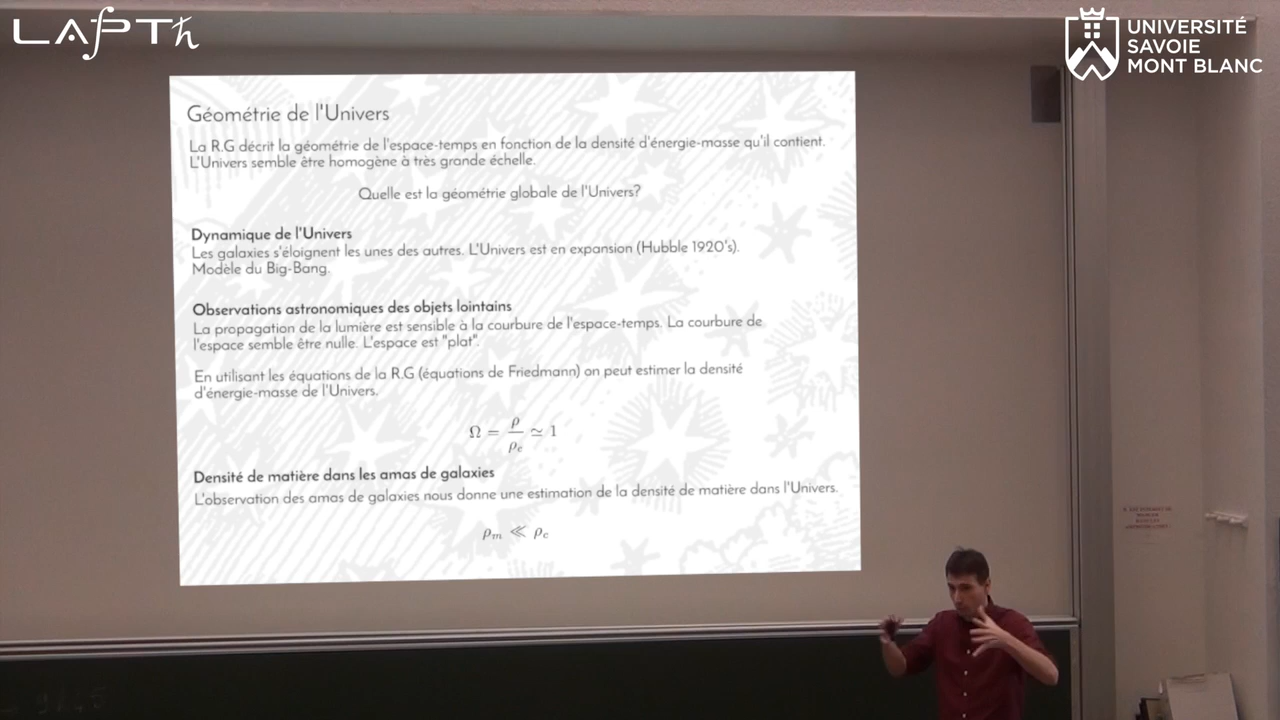 LAPTh
UNIVERSITÉ
SAVOIE
MONT BLANC
Géométrie de l'Univers
La R.G décrit la géométrie de l'espace-temps en fonction de la densité d'énergie-masse qu'il contient.
L'Univers semble être homogène à très grande échelle.
Quelle est la géométrie globale de l'Univers?
Dynamique de l'Univers
Les galaxies s'éloignent les unes des autres. L'Univers est en expansion (Hubble 1920's).
Modèle du Big-Bang.
Observations astronomiques des objets lointains
La propagation de la lumière est sensible à la courbure de l'espace-temps. La courbure de
l'espace semble être nulle. L'espace est "plat".
En utilisant les équations de la R.G (équations de Friedmann) on peut estimer la densité
d'énergie-masse de l'Univers.
Ω = ρ / ρc ≃ 1
Densité de matière dans les amas de galaxies
L'observation des amas de galaxies nous donne une estimation de la densité de matière dans l'Univers.
ρm ≪ ρc